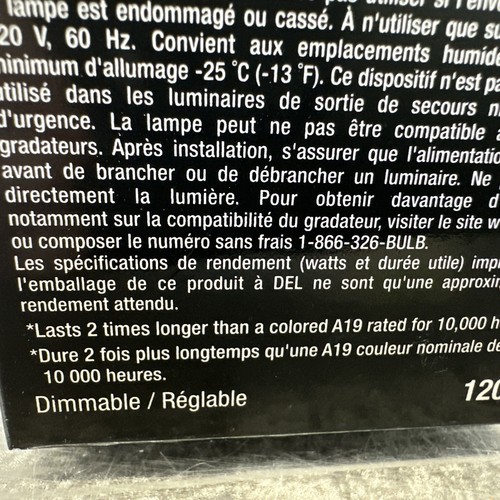 lampe est endommagé ou cassé. À n'utiliser que
20 V, 60 Hz. Convient aux emplacements
minimum d'allumage -25 °C (-13 °F). Ce dispositif n'est
utilisé dans les luminaires de sortie de secours
d'urgence. La lampe peut ne pas être compatible
gradateurs. Après installation, s'assurer que
avant de brancher ou de débrancher un luminaire. Ne
directement la lumière. Pour obtenir davantage
notamment sur la compatibilité du gradateur, visiter le site
ou composer le numéro sans frais 1-866-326-BULB.
Les spécifications de rendement (watts et durée utile)
l'emballage de ce produit à DEL ne sont qu'une
rendement attendu.
*Lasts 2 times longer than a colored A19 rated for 10,000
*Dure 2 fois plus longtemps qu'une A19 couleur nominale
10 000 heures.
Dimmable / Réglable
120